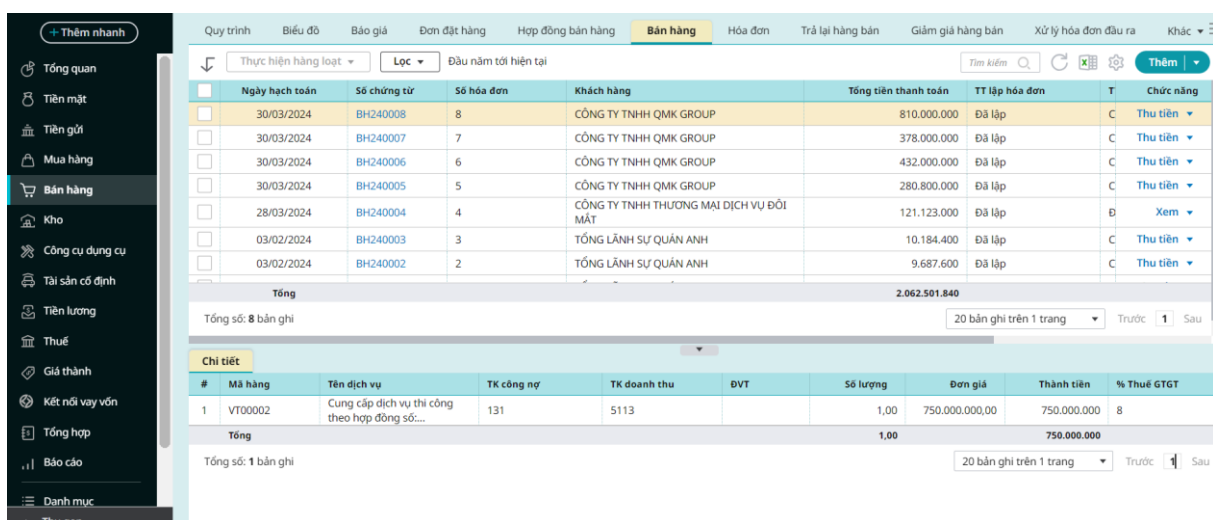 + Thêm nhanh
Tổng quan
Tiền mặt
Tiền gửi
Mua hàng
Bán hàng
Kho
Công cụ dụng cụ
Tài sản cố định
Tiền lương
Thuế
Giá thành
Kết nối vay vốn
Tổng hợp
Báo cáo
Danh mục
Quy trình Biểu đồ Báo giá Đơn đặt hàng Hợp đồng bán hàng Bán hàng Hóa đơn Trả lại hàng bán Giảm giá hàng bán Xử lý hóa đơn đầu ra Khác
Thực hiện hàng loạt Lọc Đầu năm tới hiện tại Tìm kiếm Thêm
Ngày hạch toán Số chứng từ Số hóa đơn Khách hàng Tổng tiền thanh toán TT lập hóa đơn T Chức năng
30/03/2024 BH240008 8 CÔNG TY TNHH QMK GROUP 810.000.000 Đã lập C Thu tiền
30/03/2024 BH240007 7 CÔNG TY TNHH QMK GROUP 378.000.000 Đã lập C Thu tiền
30/03/2024 BH240006 6 CÔNG TY TNHH QMK GROUP 432.000.000 Đã lập C Thu tiền
30/03/2024 BH240005 5 CÔNG TY TNHH QMK GROUP 280.800.000 Đã lập C Thu tiền
28/03/2024 BH240004 4 CÔNG TY TNHH THƯƠNG MẠI DỊCH VỤ ĐÔI
MẮT 121.123.000 Đã lập Đ Xem
03/02/2024 BH240003 3 TỔNG LÃNH SỰ QUÁN ANH 10.184.400 Đã lập C Thu tiền
03/02/2024 BH240002 2 TỔNG LÃNH SỰ QUÁN ANH 9.687.600 Đã lập C Thu tiền
Tổng 2.062.501.840
Tổng số: 8 bản ghi 20 bản ghi trên 1 trang Trước 1 Sau
Chi tiết
# Mã hàng Tên dịch vụ TK công nợ TK doanh thu ĐVT Số lượng Đơn giá Thành tiền % Thuế GTGT
1 VT00002 Cung cấp dịch vụ thi công
theo hợp đồng số:... 131 5113 1,00 750.000.000,00 750.000.000 8
Tổng 1,00 750.000.000
Tổng số: 1 bản ghi 20 bản ghi trên 1 trang Trước 1 Sau